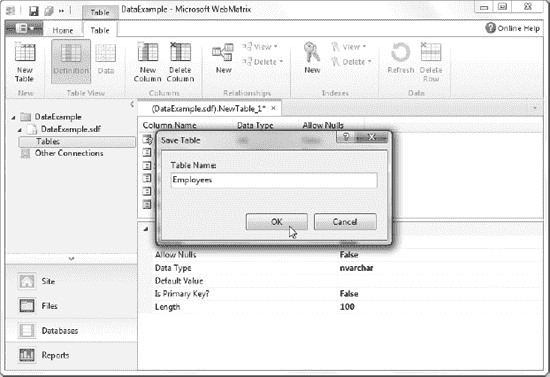 Table
DataExample - Microsoft WebMatrix
Home
Table
Online Help
New Table
Definition
Data
New Column
Delete Column
New
View
Delete
New
View
Delete
Refresh
Delete Row
New
Table View
Columns
Relationships
Indexes
Data
DataExample
DataExample.sdf
Tables
Other Connections
(DataExample.sdf).NewTable_1*
Column Name
Data Type
Allow Nulls
Save Table
Table Name:
Employees
OK
Cancel
Allow Nulls False
Data Type nvarchar
Default Value
Is Primary Key? False
Length 100
Site
Files
Databases
Reports